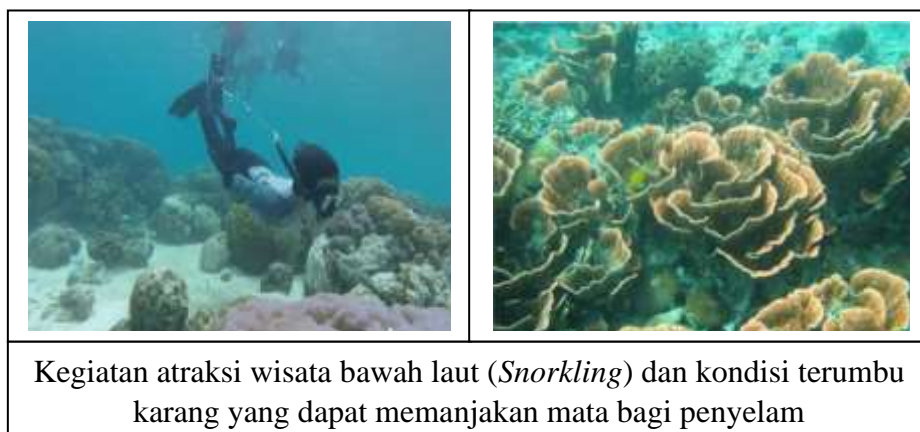 Kegiatan atraksi wisata bawah laut (Snorkling) dan kondisi terumbu
karang yang dapat memanjakan mata bagi penyelam